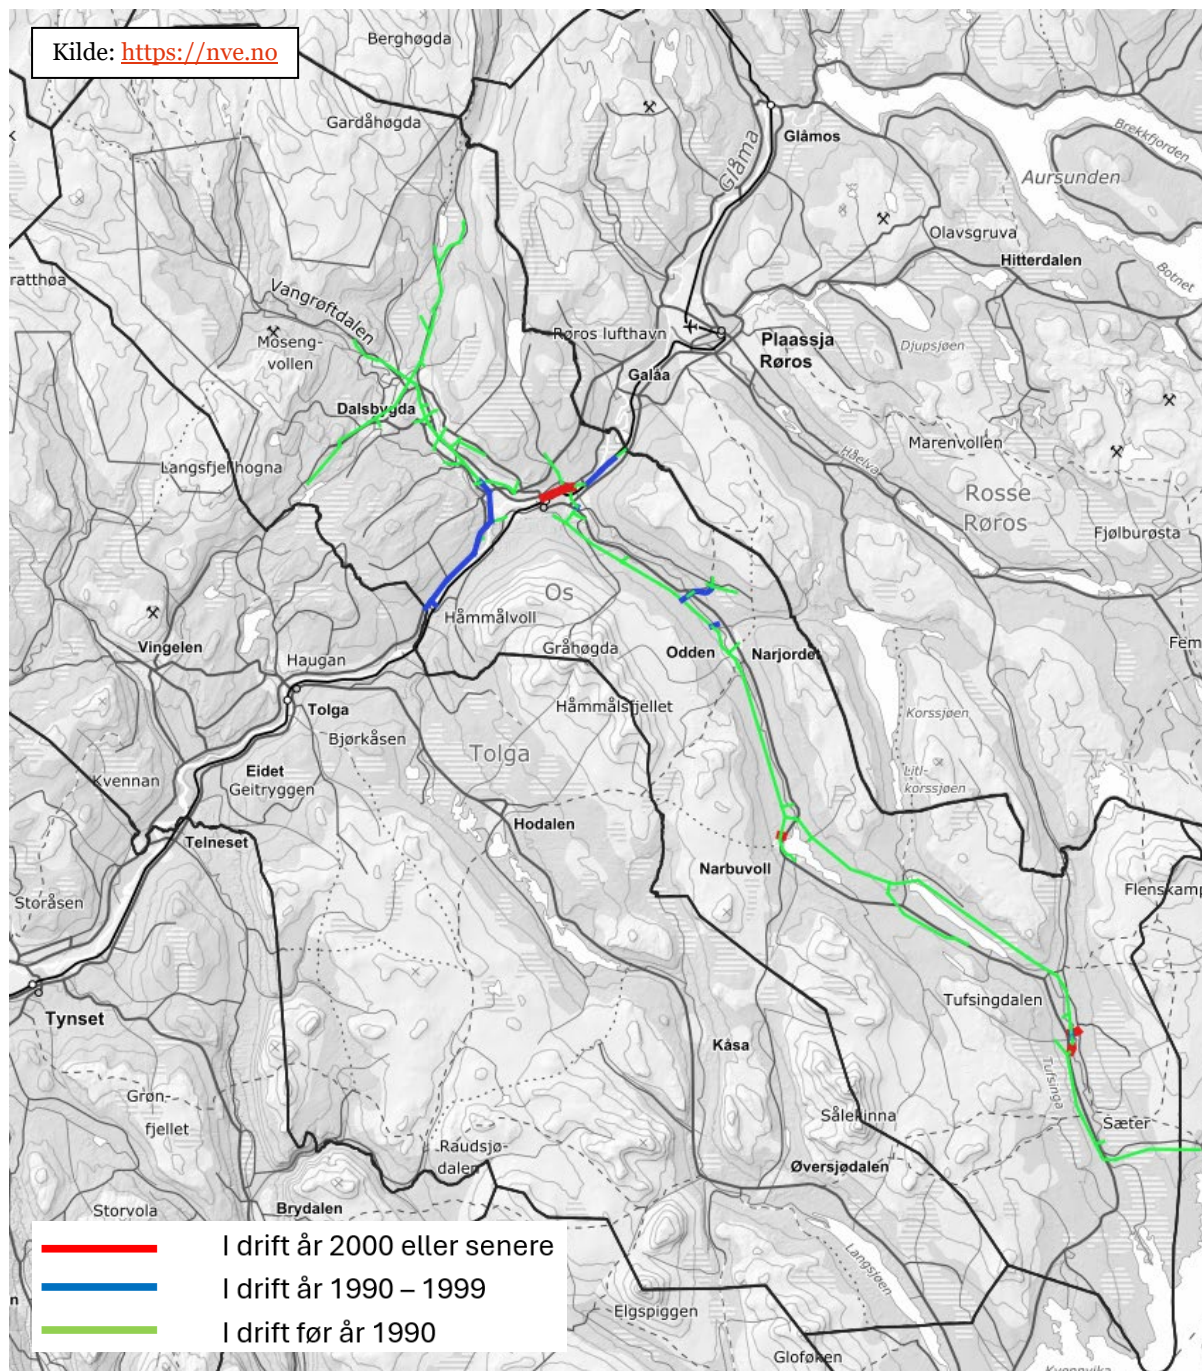 Kilde: https://nve.no
Berghøgda
Gardåhøgda
Glåmos
Glåma
Brekkfjorden
Aursunden
Olavsgruva
Hitterdalen
Botnet
ratthøa
Vangrøftdalen
Moseng-
vollen
Røros lufthavn
Plaassja
Røros
Djupsjøen
Galåa
Dalsbygda
Marenvollen
Håelva
Langsfjellhogna
Rosse
Røros
Fjølburøsta
Os
Håmmålvoll
Vingelen
Gråhøgda
Odden
Narjordet
Fem
Haugan
Tolga
Håmmålsfjellet
Korssjøen
Bjørkåsen
Tolga
Kvennan
Eidet
Geitryggen
Litl-
korssjøen
Hodalen
Telneset
Narbuvoll
Flenskamp
Storåsen
Tufsingdalen
Tynset
Kåsa
Tufsinga
Grøn-
fjellet
Sålekinna
Sæter
Raudsjø-
dalen
Øversjødalen
Storvola
Brydalen
Langsjøen
n
Elgspiggen
Gloføken
Kvennvika
I drift år 2000 eller senere
I drift år 1990 – 1999
I drift før år 1990